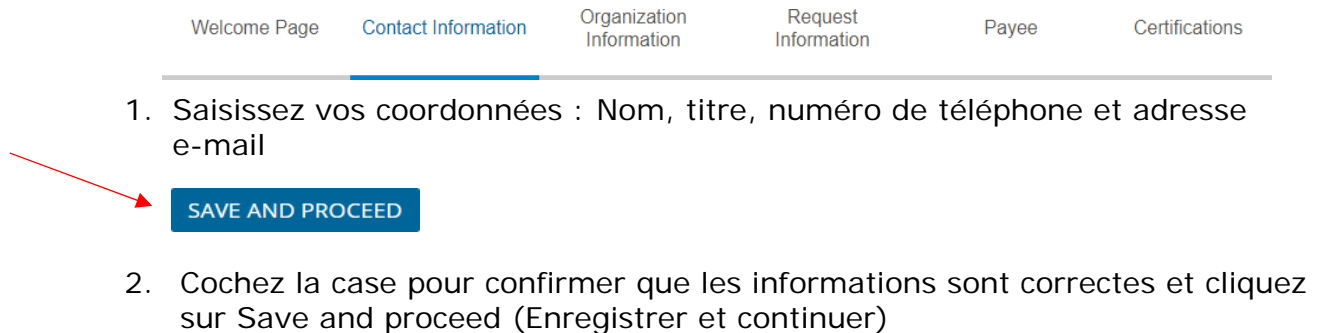 Welcome Page Contact Information Organization Information Request Information Payee Certifications
1. Saisissez vos coordonnées : Nom, titre, numéro de téléphone et adresse
e-mail
SAVE AND PROCEED
2. Cochez la case pour confirmer que les informations sont correctes et cliquez
sur Save and proceed (Enregistrer et continuer)